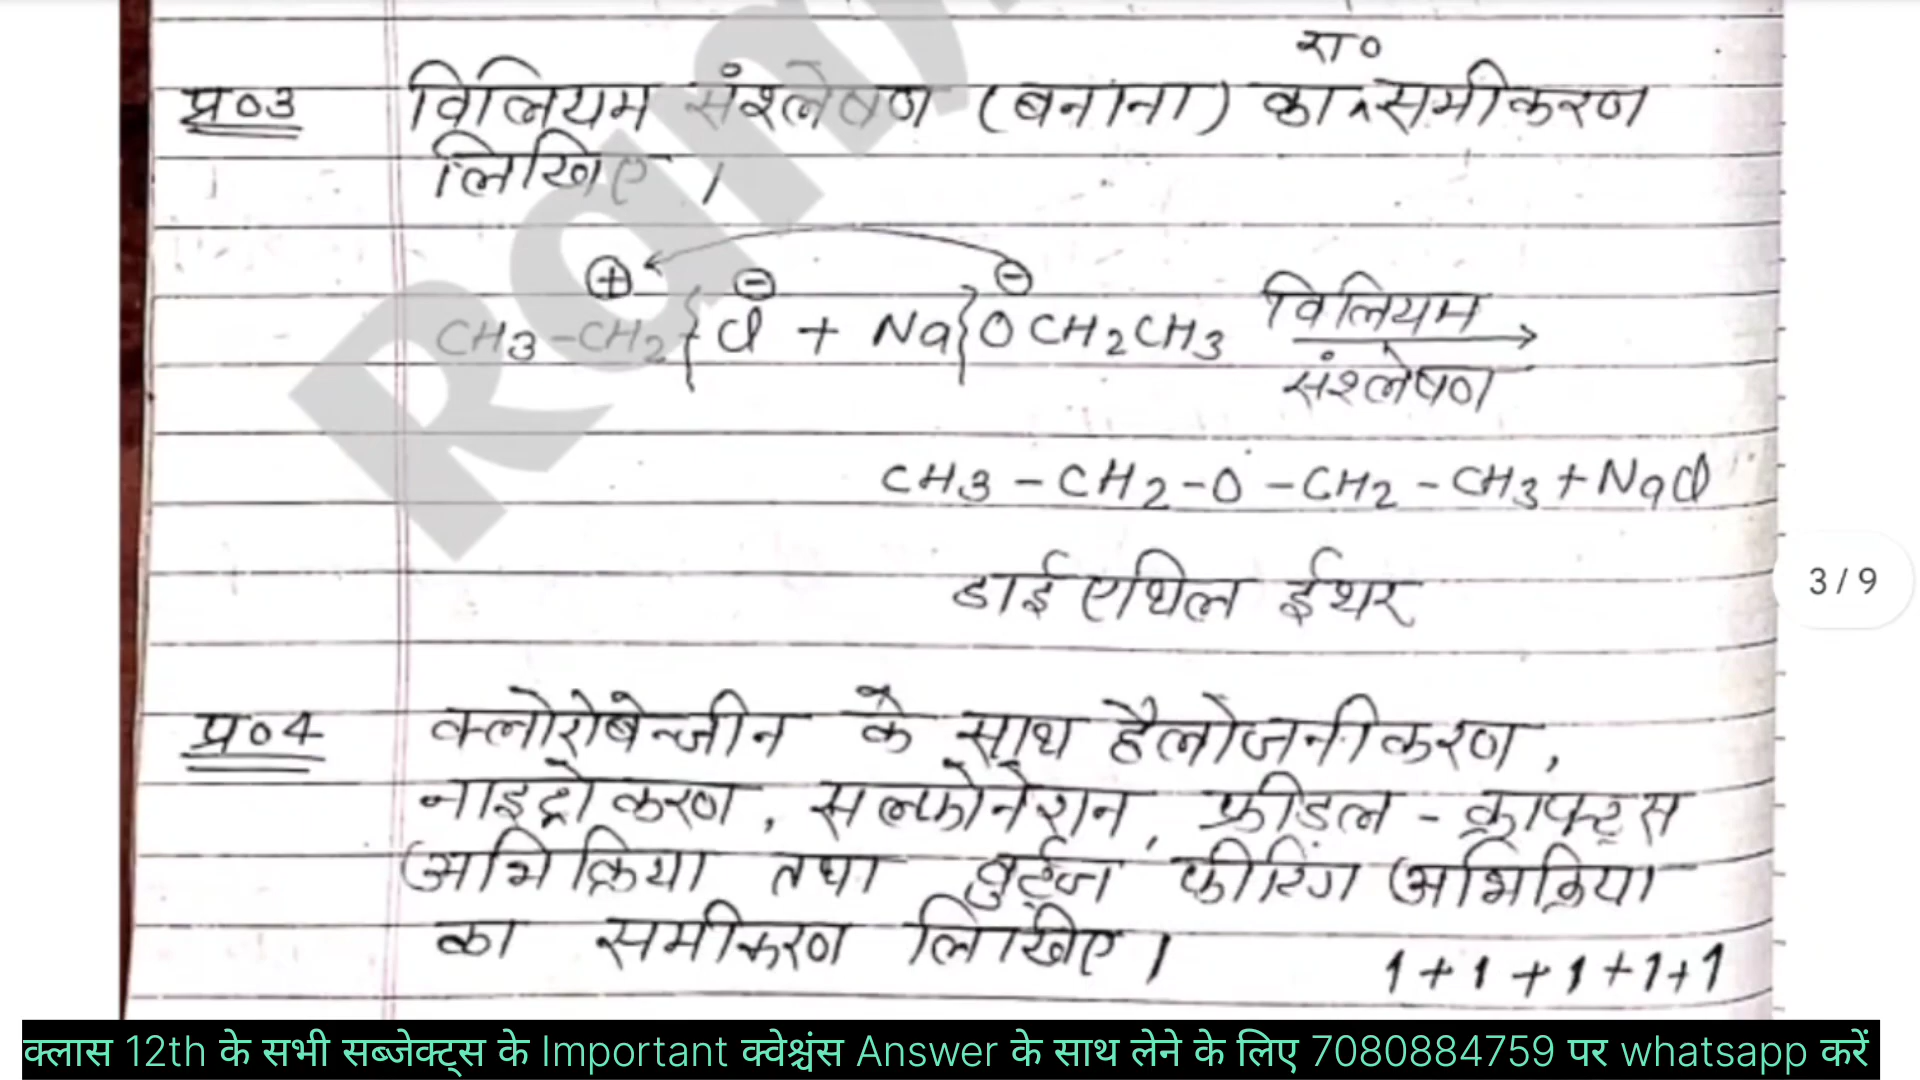 रा०
प्र०3 विलियम संश्लेषण (बनाना) का ^ समीकरण
लिखिए ।
⊕ ⊖ ⊖
CH3-CH2-Cl + NaOCH2CH3 विलियम
संश्लेषण
CH3-CH2-O-CH2-CH3+NaCl
डाई एथिल ईथर
3/9
प्र०4 क्लोरोबेन्जीन के साथ हैलोजनीकरण,
नाइट्रोकरण, सल्फोनेशन, फ्रीडल-क्राफ्ट्स
अभिक्रिया तथा वुर्ट्ज फीटिंग अभिक्रिया
का समीकरण लिखिए।
1+1+1+1+1
क्लास 12th के सभी सब्जेक्ट्स के Important क्वेश्चंस Answer के साथ लेने के लिए 7080884759 पर whatsapp करें